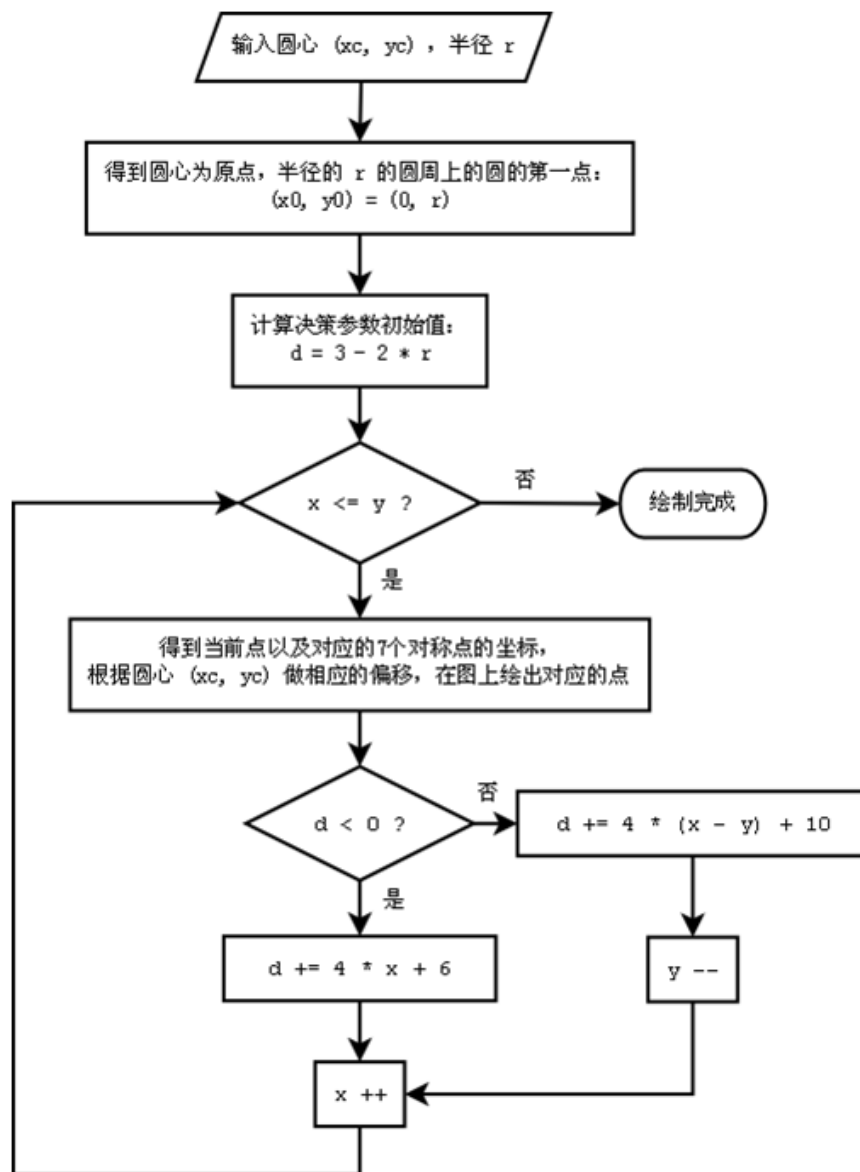 输入圆心 (xc, yc) ，半径 r
得到圆心为原点，半径的 r 的圆周上的圆的第一点：
(x0, y0) = (0, r)
计算决策参数初始值：
d = 3 - 2 * r
x <= y ?
否
绘制完成
是
得到当前点以及对应的7个对称点的坐标，
根据圆心 (xc, yc) 做相应的偏移，在图上绘出对应的点
d < 0 ?
否
d += 4 * (x - y) + 10
是
d += 4 * x + 6
y --
x ++